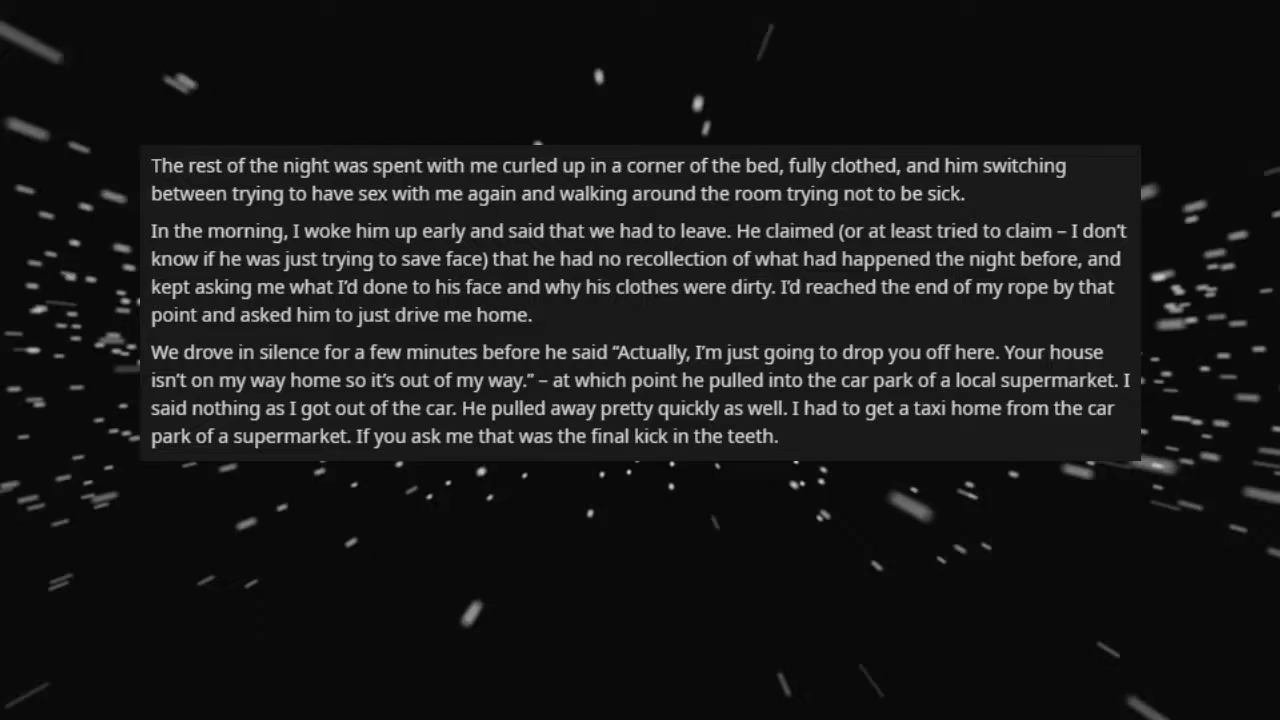 The rest of the night was spent with me curled up in a corner of the bed, fully clothed, and him switching
between trying to have sex with me again and walking around the room trying not to be sick.
In the morning, I woke him up early and said that we had to leave. He claimed (or at least tried to claim – I don’t
know if he was just trying to save face) that he had no recollection of what had happened the night before, and
kept asking me what I’d done to his face and why his clothes were dirty. I’d reached the end of my rope by that
point and asked him to just drive me home.
We drove in silence for a few minutes before he said “Actually, I’m just going to drop you off here. Your house
isn’t on my way home so it’s out of my way.” – at which point he pulled into the car park of a local supermarket. I
said nothing as I got out of the car. He pulled away pretty quickly as well. I had to get a taxi home from the car
park of a supermarket. If you ask me that was the final kick in the teeth.